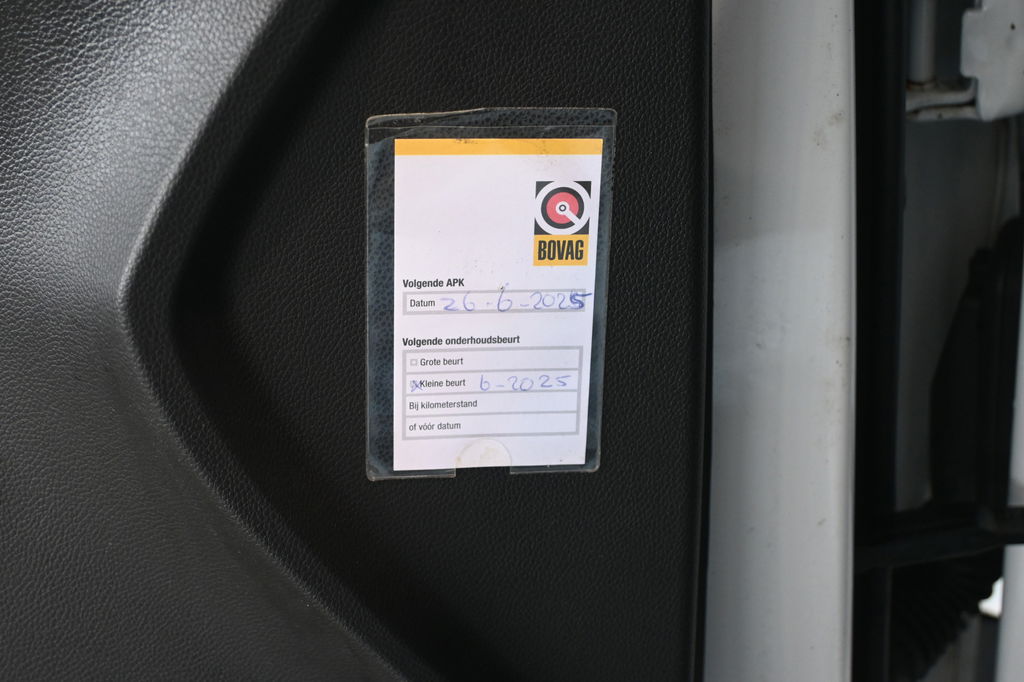 BOVAG
Volgende APK
Datum 26-6-2025
Volgende onderhoudsbeurt
Grote beurt
Kleine beurt 6-2025
Bij kilometerstand
of vóór datum